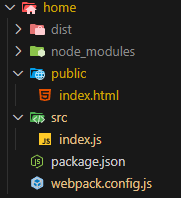 home
dist
node_modules
public
index.html
src
index.js
package.json
webpack.config.js